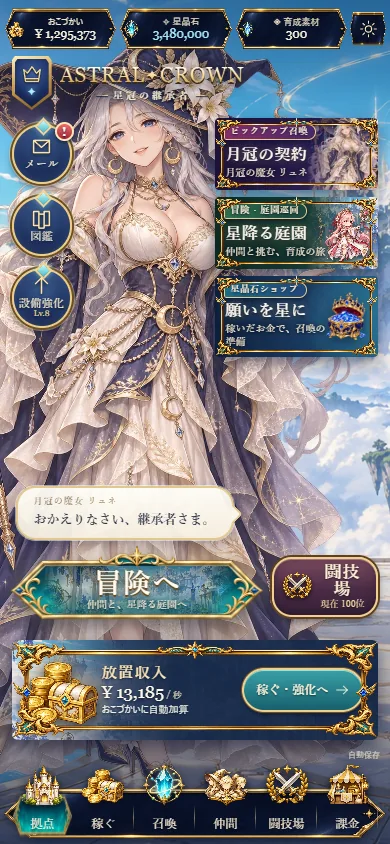 おこづかい
¥1,295,373
星晶石
3,480,000
育成素材
300
ASTRAL CROWN
星冠の継承者
メール
!
図鑑
設備強化
Lv.8
ピックアップ召喚
月冠の契約
月冠の魔女 リュネ
冒険・庭園巡回
星降る庭園
仲間と挑む、育成の旅
星晶石ショップ
願いを星に
稼いだお金で、召喚の
準備
月冠の魔女 リュネ
おかえりなさい、継承者さま。
冒険へ
仲間と、星降る庭園へ
闘技
場
現在 100位
放置収入
¥13,185 / 秒
おこづかいに自動加算
稼ぐ・強化へ →
自動保存
拠点
稼ぐ
召喚
仲間
闘技場
課金